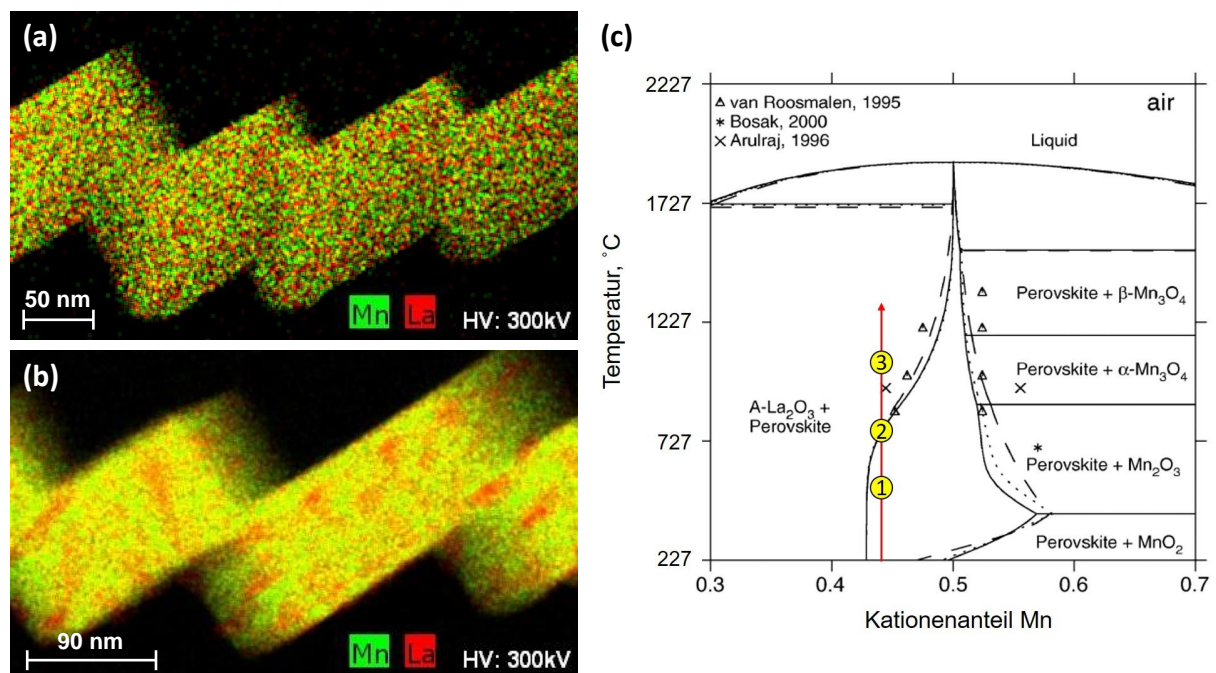 (a)
50 nm
Mn La HV: 300kV
(b)
90 nm
Mn La HV: 300kV
(c)
2227
1727
1227
727
227
Temperatur, °C
△ van Roosmalen, 1995
* Bosak, 2000
× Arulraj, 1996
air
Liquid
Perovskite + β-Mn₃O₄
Perovskite + α-Mn₃O₄
A-La₂O₃ +
Perovskite
Perovskite + Mn₂O₃
Perovskite + MnO₂
3
2
1
0.3 0.4 0.5 0.6 0.7
Kationenanteil Mn